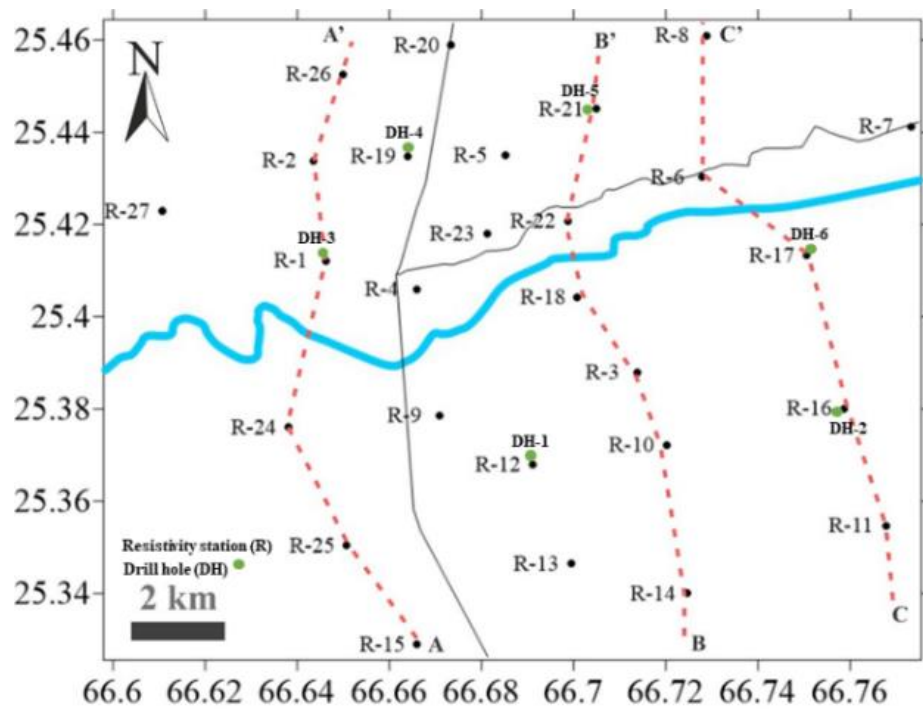 25.46
25.44
25.42
25.4
25.38
25.36
25.34
N
A'
R-20
B'
R-8
C'
R-26
DH-5
R-21
DH-4
R-19
R-2
R-5
R-7
R-6
R-27
R-22
R-23
DH-3
R-1
DH-6
R-17
R-4
R-18
R-3
R-9
R-16
DH-2
R-24
DH-1
R-12
R-10
R-11
R-25
R-13
R-14
Resistivity station (R)
Drill hole (DH)
2 km
R-15
A
B
C
66.6
66.62
66.64
66.66
66.68
66.7
66.72
66.74
66.76